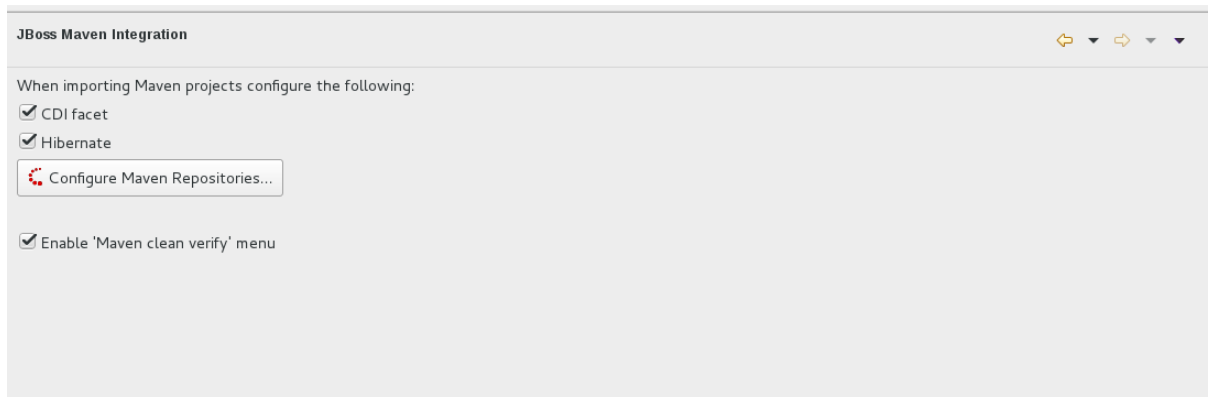 JBoss Maven Integration
When importing Maven projects configure the following:
CDI facet
Hibernate
Configure Maven Repositories...
Enable 'Maven clean verify' menu